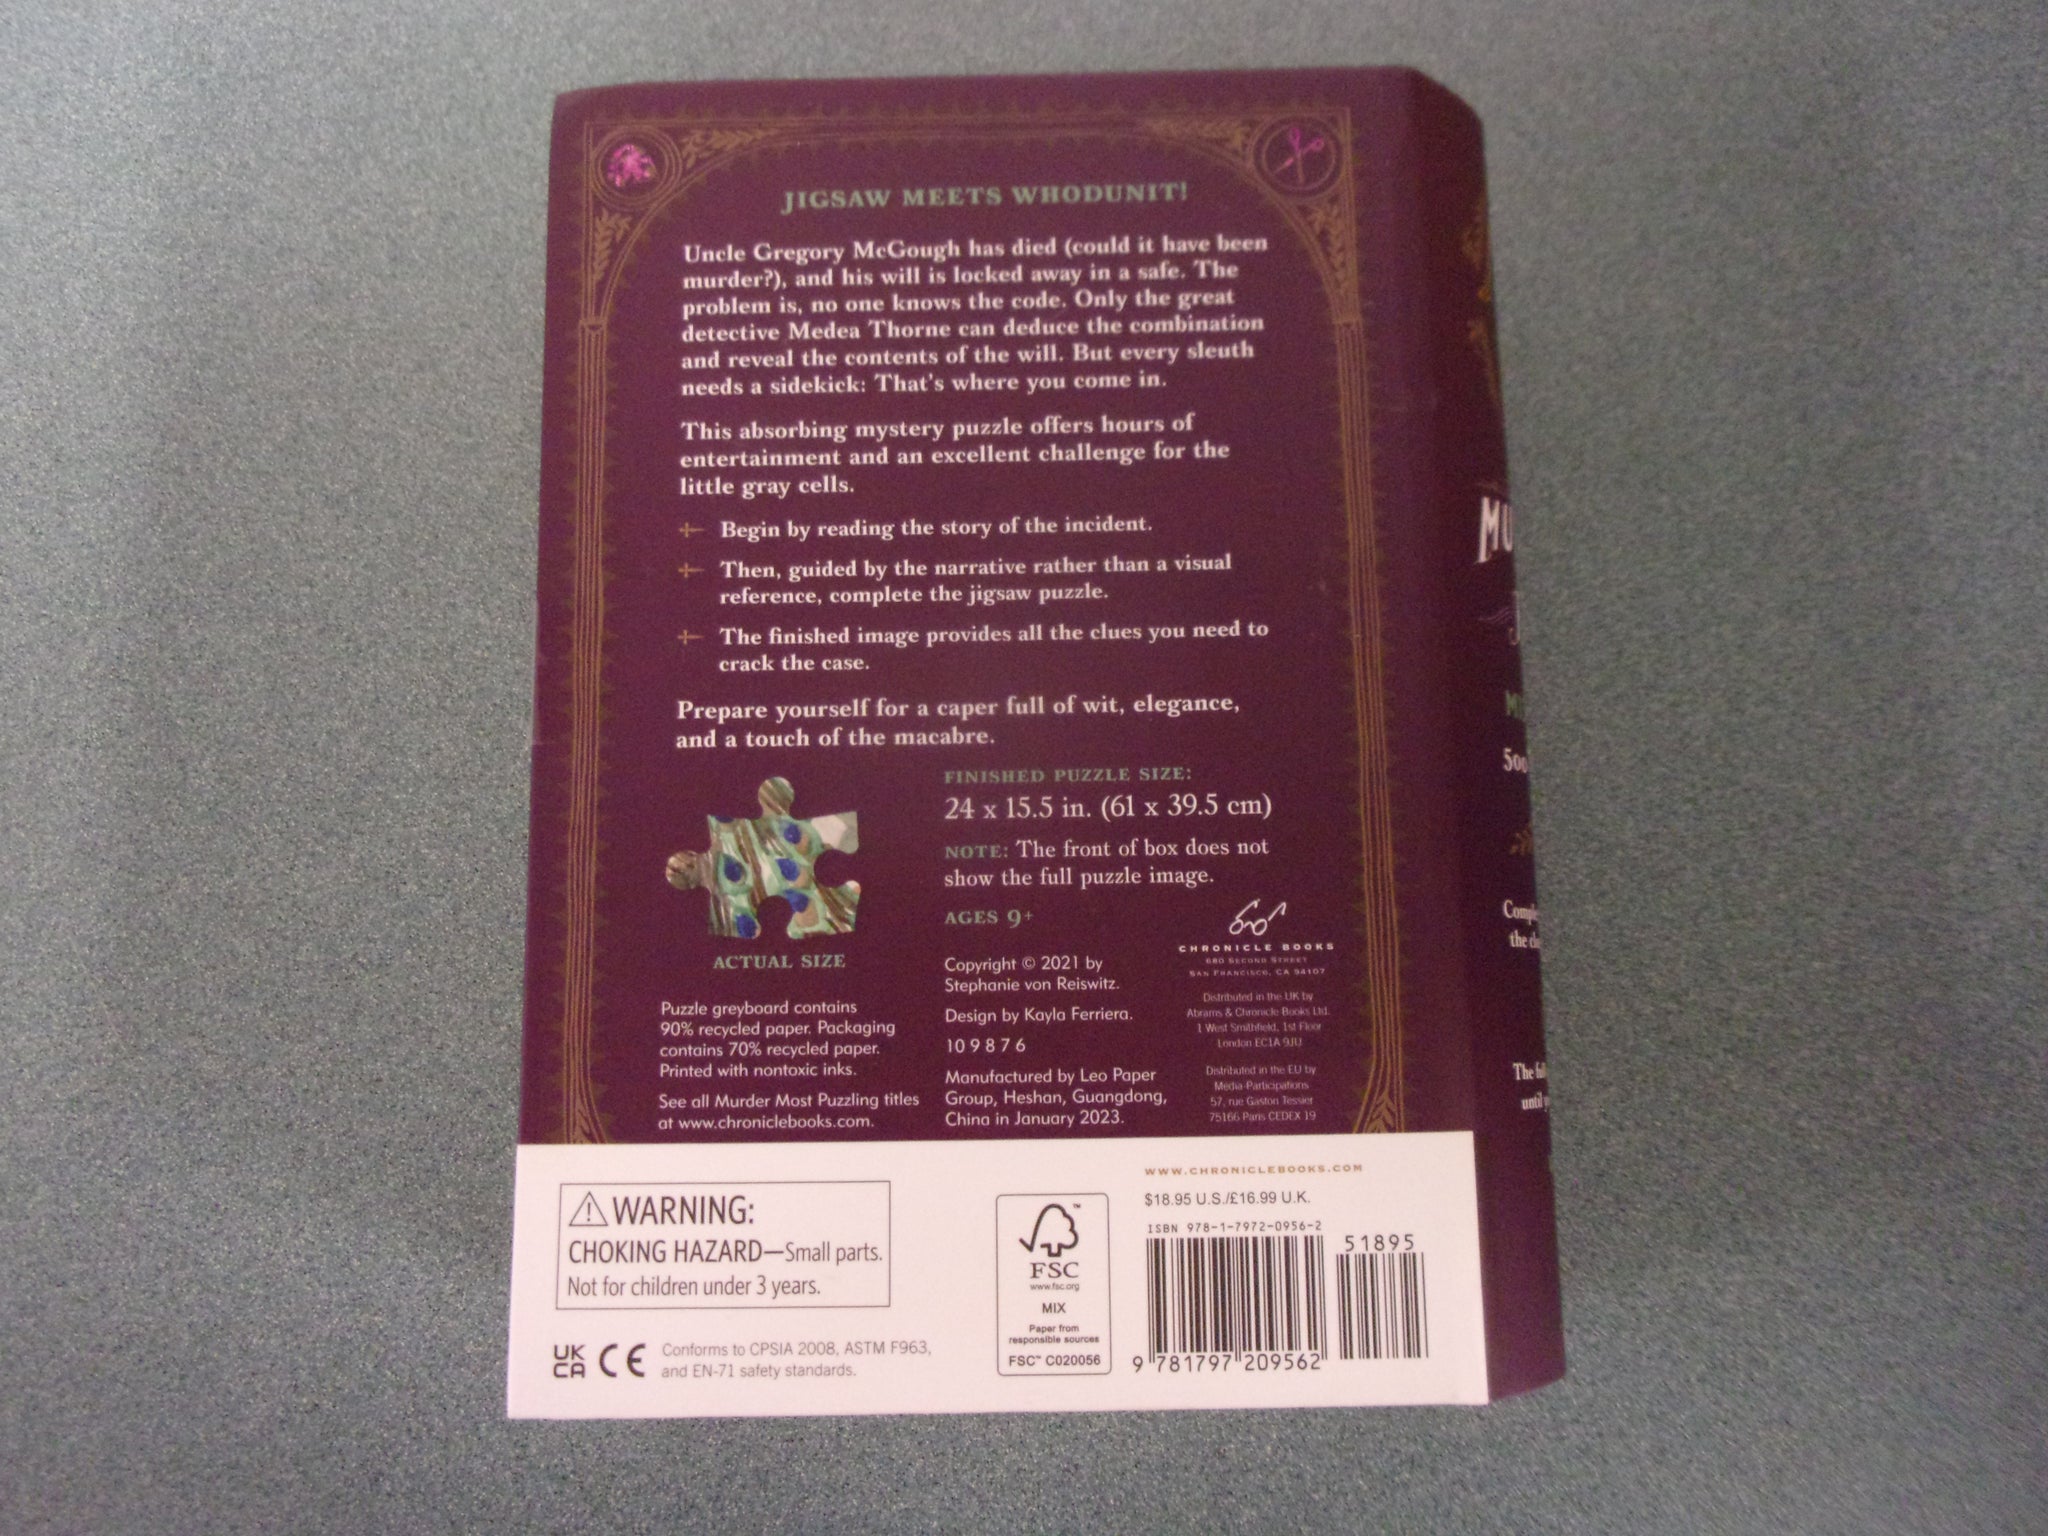 JIGSAW MEETS WHODUNIT!
Uncle Gregory McGough has died (could it have been
murder?), and his will is locked away in a safe. The
problem is, no one knows the code. Only the great
detective Medea Thorne can deduce the combination
and reveal the contents of the will. But every sleuth
needs a sidekick: That's where you come in.
This absorbing mystery puzzle offers hours of
entertainment and an excellent challenge for the
little gray cells.
Begin by reading the story of the incident.
Then, guided by the narrative rather than a visual
reference, complete the jigsaw puzzle.
The finished image provides all the clues you need to
crack the case.
Prepare yourself for a caper full of wit, elegance,
and a touch of the macabre.
ACTUAL SIZE
Puzzle greyboard contains
90% recycled paper. Packaging
contains 70% recycled paper.
Printed with nontoxic inks.
See all Murder Most Puzzling titles
at www.chroniclebooks.com.
FINISHED PUZZLE SIZE:
24 x 15.5 in. (61 x 39.5 cm)
NOTE: The front of box does not
show the full puzzle image.
AGES 9+
Copyright © 2021 by
Stephanie von Reiswitz.
Design by Kayla Ferriera.
10 9 8 7 6
Manufactured by Leo Paper
Group, Heshan, Guangdong,
China in January 2023.
CHRONICLE BOOKS
680 SECOND STREET
SAN FRANCISCO, CA 94107
Distributed in the UK by
Abrams & Chronicle Books Ltd.
1 West Smithfield, 1st Floor
London EC1A 9JU
Distributed in the EU by
Media-Participations
57, rue Gaston Tessier
75166 Paris CEDEX 19
WARNING:
CHOKING HAZARD—Small parts.
Not for children under 3 years.
UK
CA CE
Conforms to CPSIA 2008, ASTM F963,
and EN-71 safety standards.
FSC
www.fsc.org
MIX
Paper from
responsible sources
FSC™ C020056
WWW.CHRONICLEBOOKS.COM
$18.95 U.S./£16.99 U.K.
ISBN 978-1-7972-0956-2
51895
9 781797 209562
MU
500
the
The